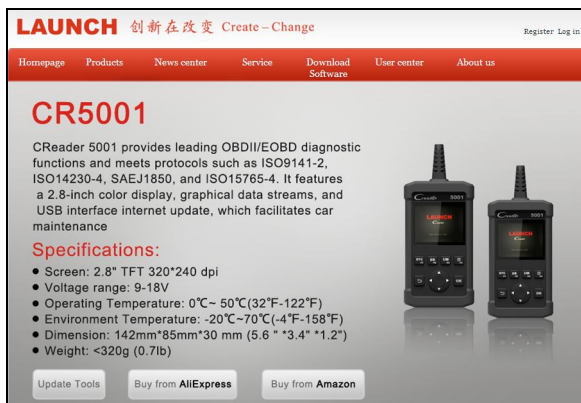 LAUNCH 创新在改变 Create – Change
Register Log in
Homepage Products News center Service Download Software User center About us
CR5001
CReader 5001 provides leading OBDII/EOBD diagnostic
functions and meets protocols such as ISO9141-2,
ISO14230-4, SAEJ1850, and ISO15765-4. It features
a 2.8-inch color display, graphical data streams, and
USB interface internet update, which facilitates car
maintenance
Specifications:
● Screen: 2.8" TFT 320*240 dpi
● Voltage range: 9-18V
● Operating Temperature: 0℃~ 50℃(32℉-122℉)
● Environment Temperature: -20℃~70℃(-4℉-158℉)
● Dimension: 142mm*85mm*30 mm (5.6 " *3.4" *1.2")
● Weight: <320g (0.7lb)
Update Tools Buy from AliExpress Buy from Amazon
CReader 5001
LAUNCH
CReader 5001
LAUNCH